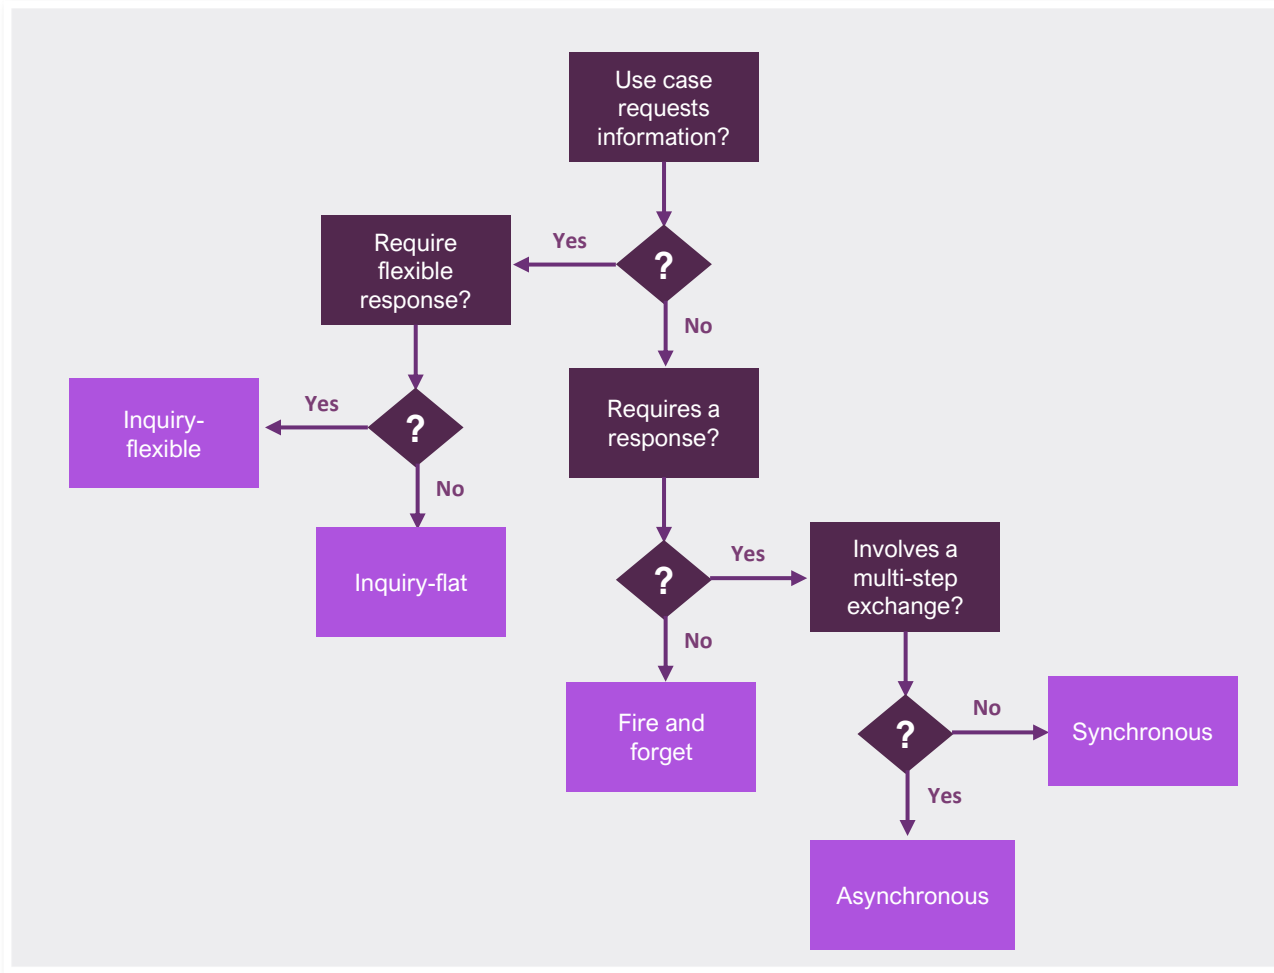 Use case
requests
information?
Yes
?
Require
flexible
response?
No
Yes
?
Inquiry-
flexible
No
Inquiry-flat
Requires a
response?
?
Yes
Involves a
multi-step
exchange?
No
Fire and
forget
?
No
Synchronous
Yes
Asynchronous